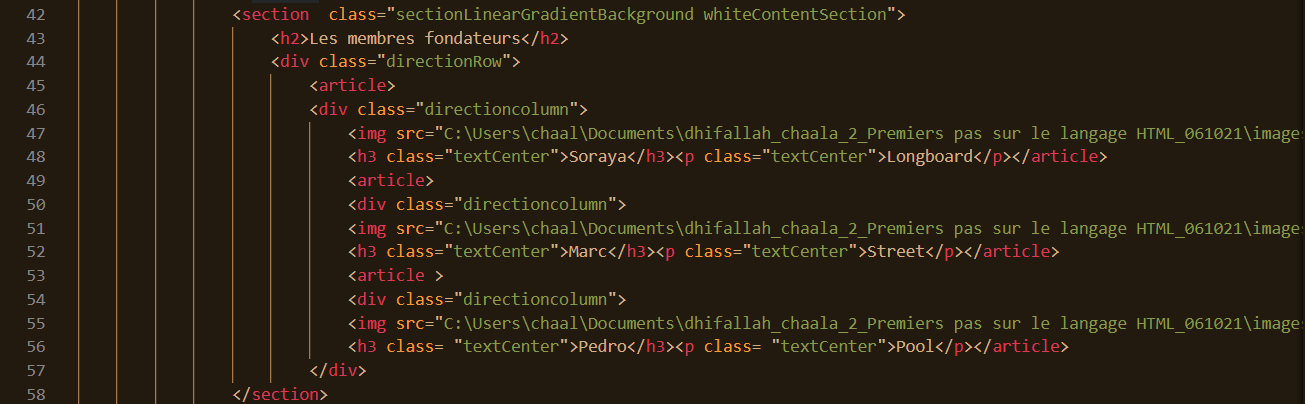 42 <section  class="sectionLinearGradientBackground whiteContentSection">
43 <h2>Les membres fondateurs</h2>
44 <div class="directionRow">
45 <article>
46 <div class="directioncolumn">
47 <img src="C:\Users\chaal\Documents\dhifallah_chaala_2_Premiers pas sur le langage HTML_061021\images
48 <h3 class="textCenter">Soraya</h3><p class="textCenter">Longboard</p></article>
49 <article>
50 <div class="directioncolumn">
51 <img src="C:\Users\chaal\Documents\dhifallah_chaala_2_Premiers pas sur le langage HTML_061021\images
52 <h3 class="textCenter">Marc</h3><p class="textCenter">Street</p></article>
53 <article >
54 <div class="directioncolumn">
55 <img src="C:\Users\chaal\Documents\dhifallah_chaala_2_Premiers pas sur le langage HTML_061021\images
56 <h3 class= "textCenter">Pedro</h3><p class= "textCenter">Pool</p></article>
57 </div>
58 </section>